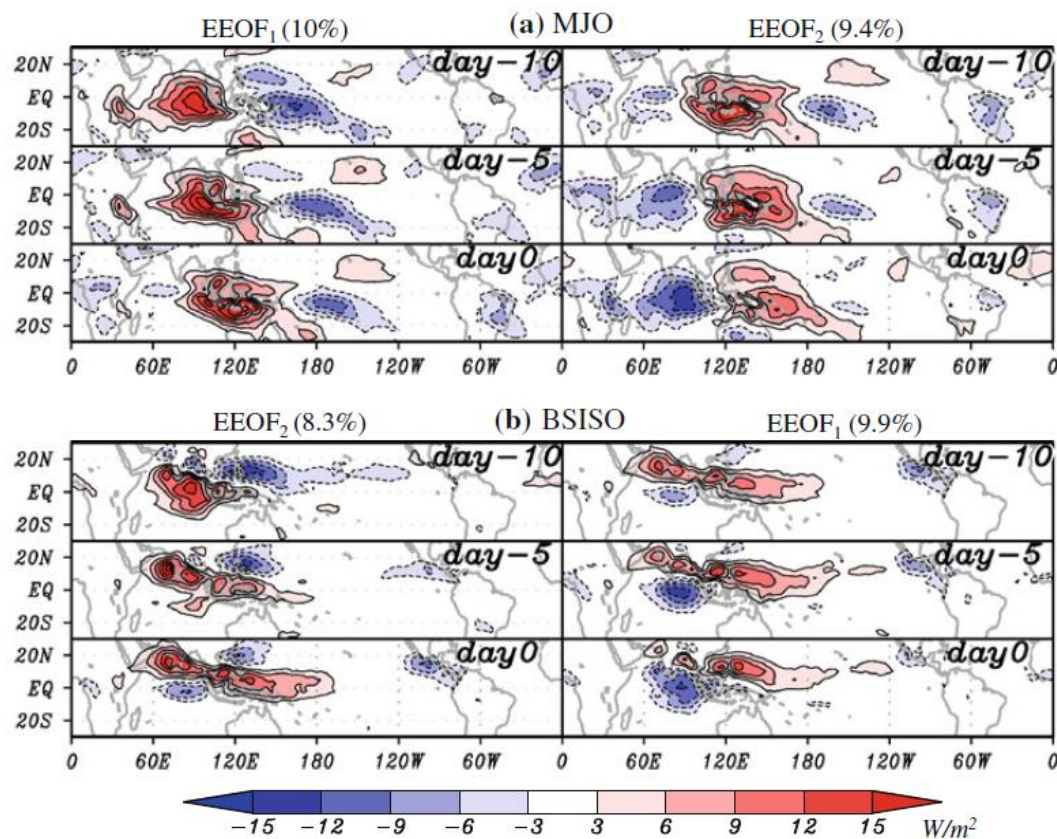 (a) MJO
EEOF1 (10%) EEOF2 (9.4%)
20N day-10 day-10
EQ
20S
20N day-5 day-5
EQ
20S
20N day0 day0
EQ
20S
0 60E 120E 180 120W 60W 0 60E 120E 180 120W 60W 0
(b) BSISO
EEOF2 (8.3%) EEOF1 (9.9%)
20N day-10 day-10
EQ
20S
20N day-5 day-5
EQ
20S
20N day0 day0
EQ
20S
0 60E 120E 180 120W 60W 0 60E 120E 180 120W 60W 0
−15 −12 −9 −6 −3 3 6 9 12 15 W/m²